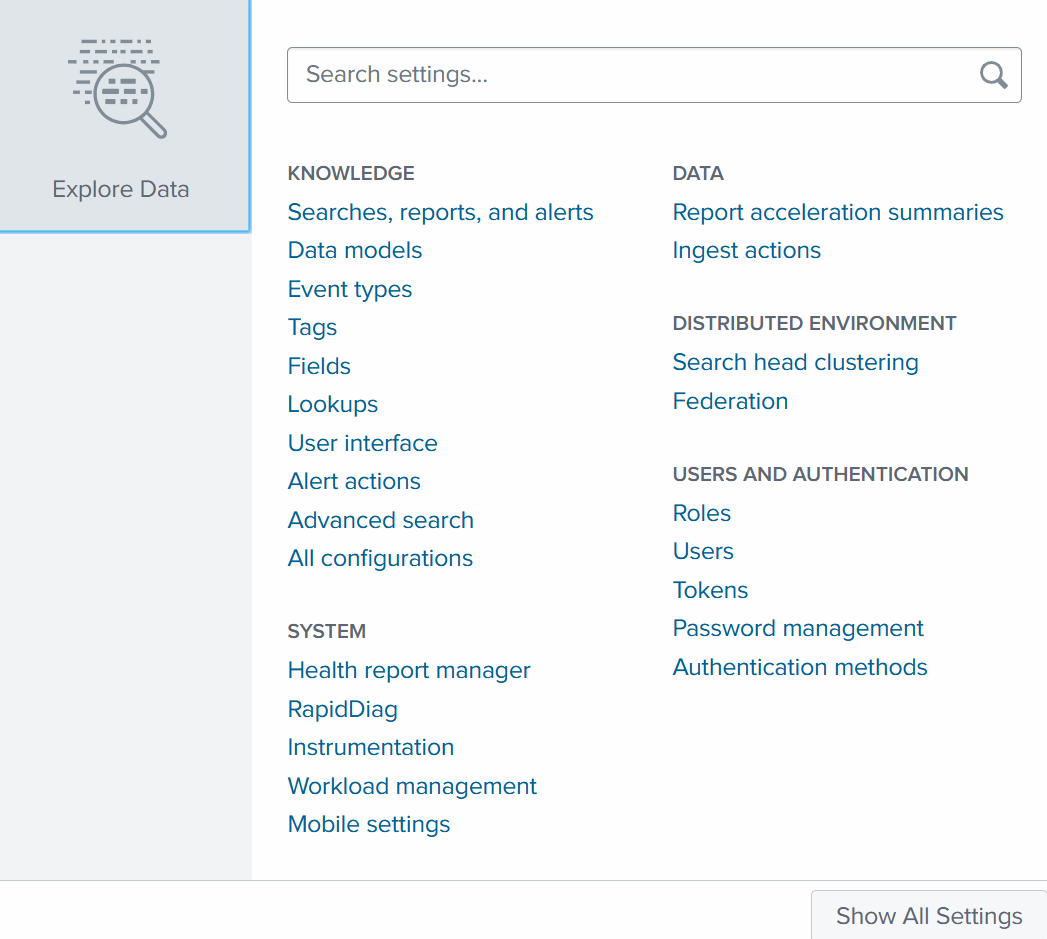 Explore Data
Search settings...
KNOWLEDGE
Searches, reports, and alerts
Data models
Event types
Tags
Fields
Lookups
User interface
Alert actions
Advanced search
All configurations
SYSTEM
Health report manager
RapidDiag
Instrumentation
Workload management
Mobile settings
DATA
Report acceleration summaries
Ingest actions
DISTRIBUTED ENVIRONMENT
Search head clustering
Federation
USERS AND AUTHENTICATION
Roles
Users
Tokens
Password management
Authentication methods
Show All Settings